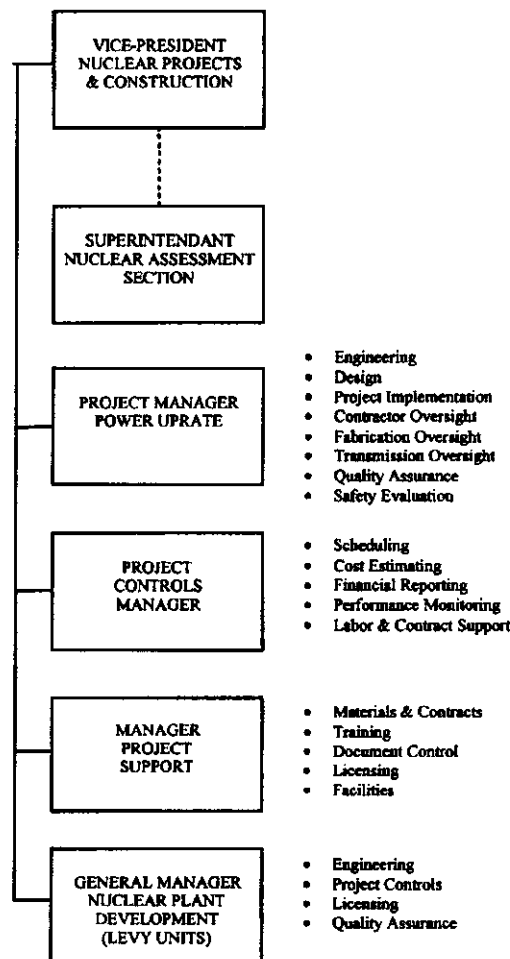 VICE-PRESIDENT
NUCLEAR PROJECTS
& CONSTRUCTION
SUPERINTENDANT
NUCLEAR ASSESSMENT
SECTION
PROJECT MANAGER
POWER UPRATE
• Engineering
• Design
• Project Implementation
• Contractor Oversight
• Fabrication Oversight
• Transmission Oversight
• Quality Assurance
• Safety Evaluation
PROJECT
CONTROLS
MANAGER
• Scheduling
• Cost Estimating
• Financial Reporting
• Performance Monitoring
• Labor & Contract Support
MANAGER
PROJECT
SUPPORT
• Materials & Contracts
• Training
• Document Control
• Licensing
• Facilities
GENERAL MANAGER
NUCLEAR PLANT
DEVELOPMENT
(LEVY UNITS)
• Engineering
• Project Controls
• Licensing
• Quality Assurance